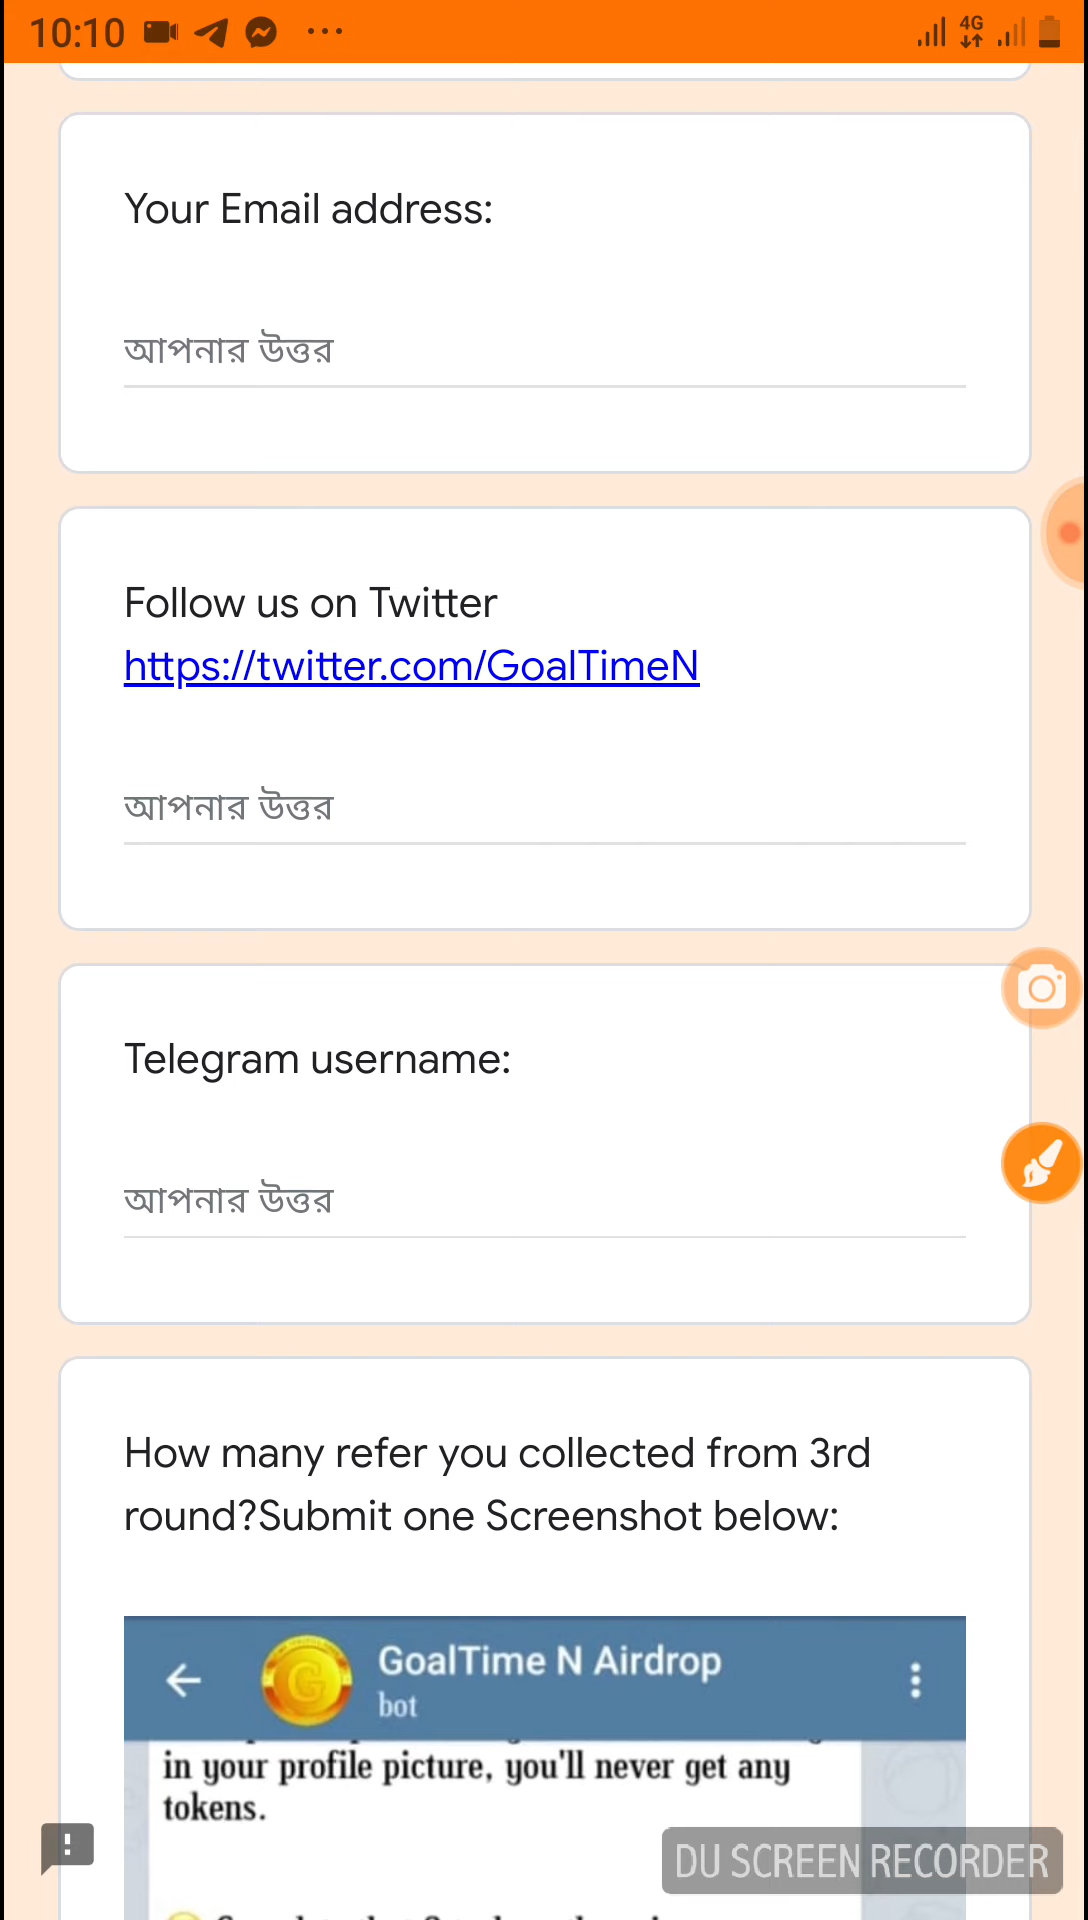 10:10
4G
Your Email address:
আপনার উত্তর
Follow us on Twitter
https://twitter.com/GoalTimeN
আপনার উত্তর
Telegram username:
আপনার উত্তর
How many refer you collected from 3rd
round?Submit one Screenshot below:
GoalTime N Airdrop
bot
in your profile picture, you'll never get any
tokens.
DU SCREEN RECORDER